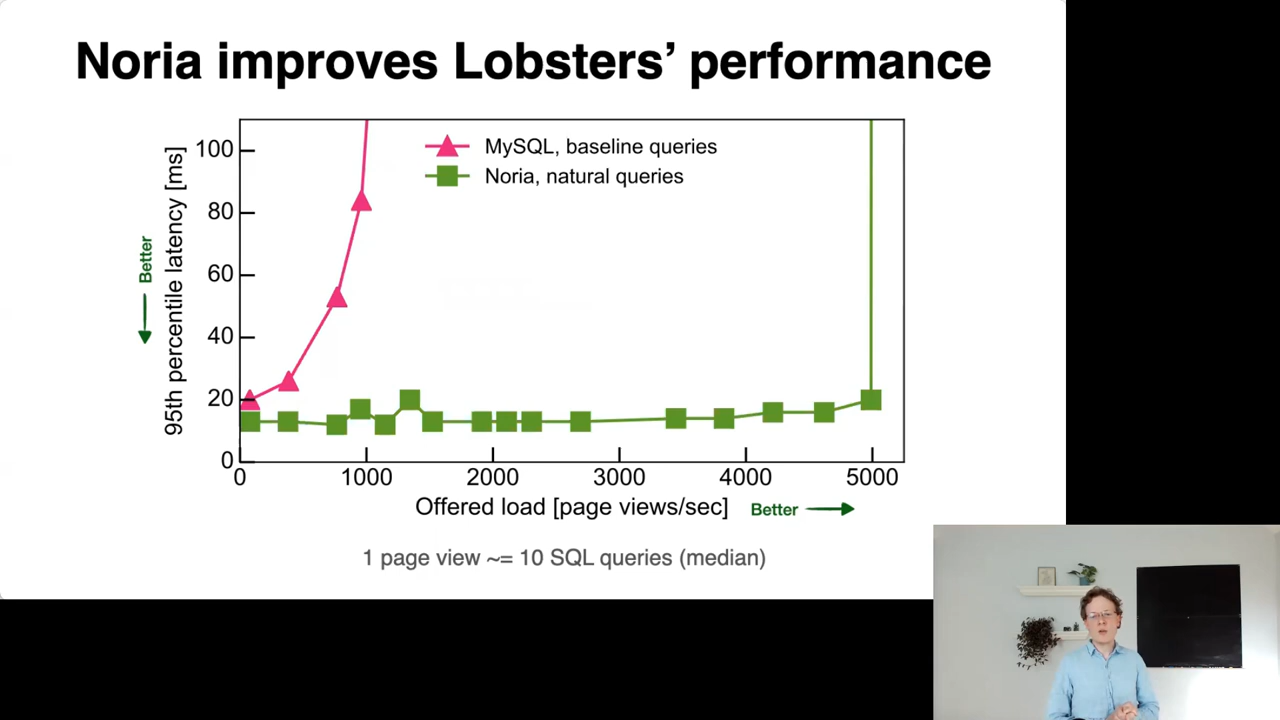 Noria improves Lobsters’ performance
MySQL, baseline queries
Noria, natural queries
100
80
60
40
20
0
95th percentile latency [ms]
Better
0 1000 2000 3000 4000 5000
Offered load [page views/sec]
Better
1 page view ~= 10 SQL queries (median)